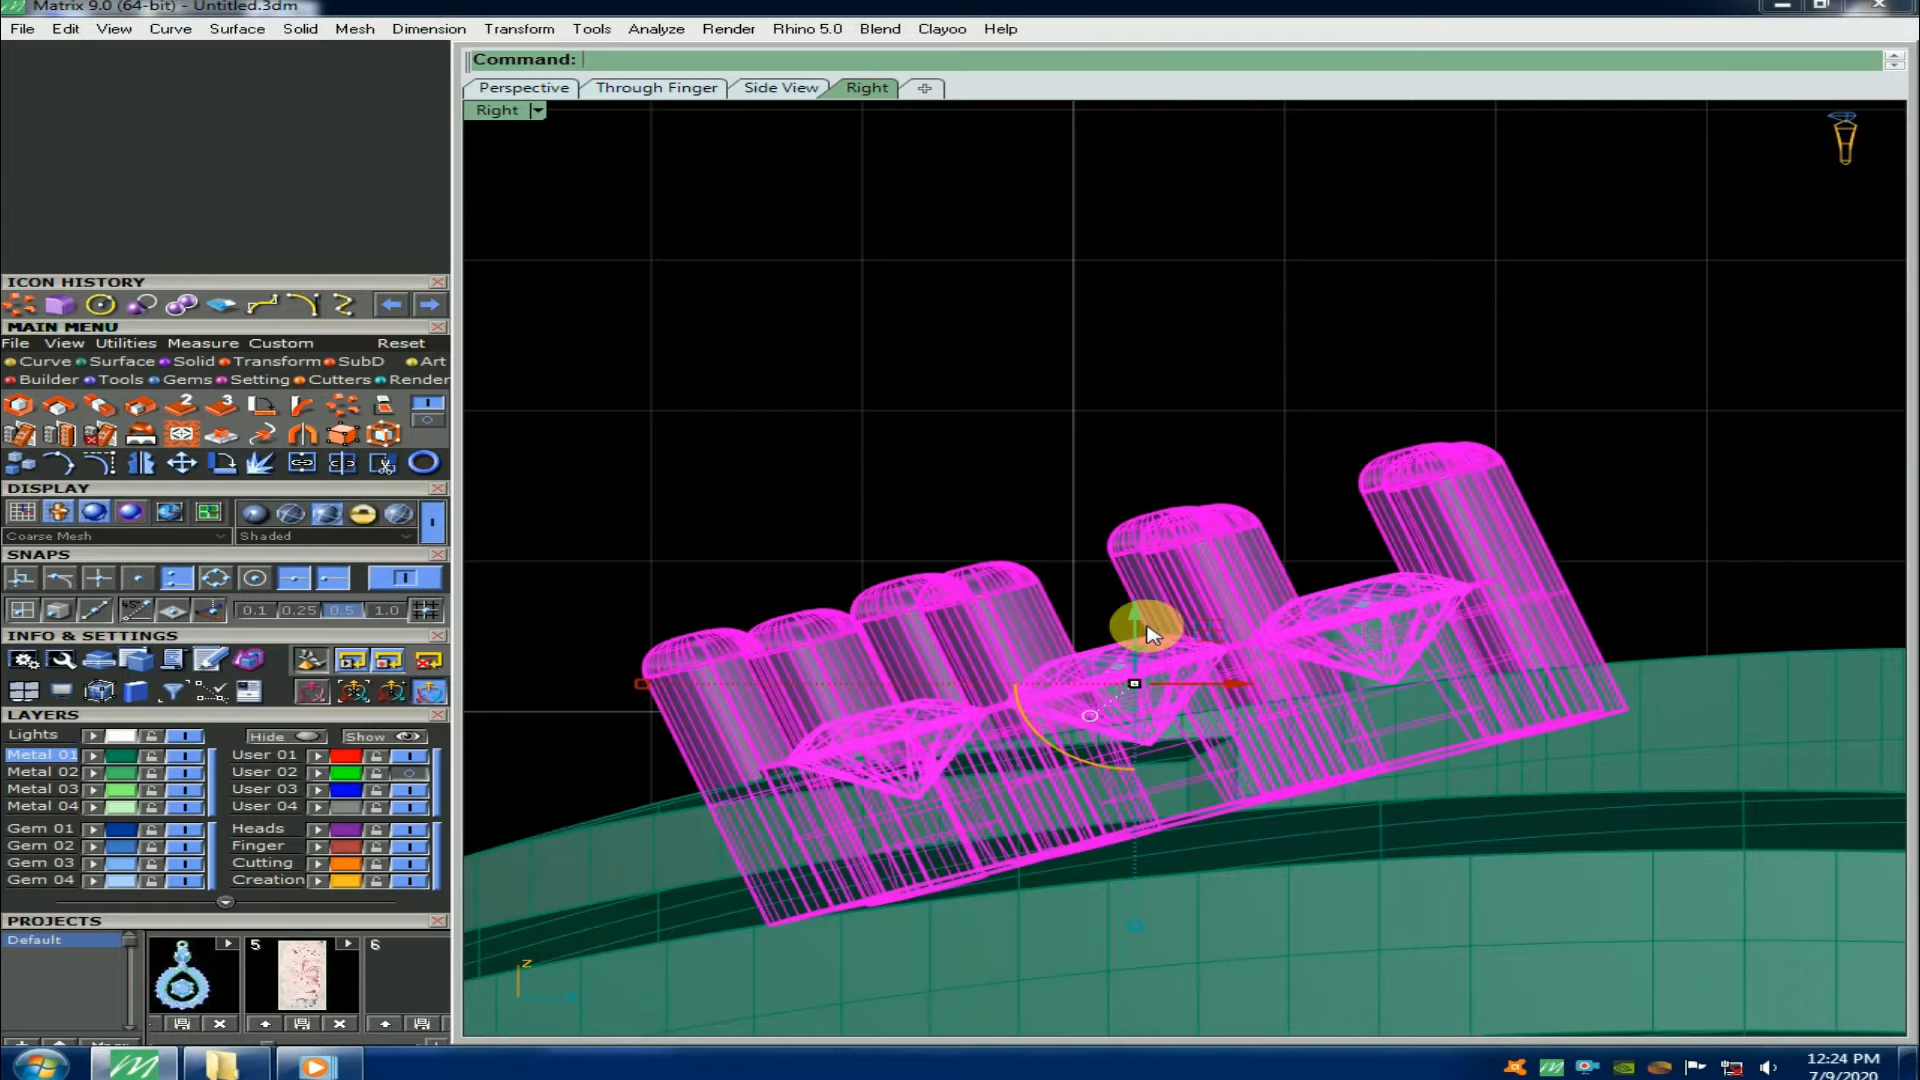 Matrix 9.0 (64-bit) - Untitled.3dm
File Edit View Curve Surface Solid Mesh Dimension Transform Tools Analyze Render Rhino 5.0 Blend Clayoo Help
Command:
Perspective Through Finger Side View Right
Right
ICON HISTORY
MAIN MENU
File View Utilities Measure Custom Reset
Curve Surface Solid Transform SubD Art
Builder Tools Gems Setting Cutters Render
2 3
DISPLAY
Coarse Mesh Shaded
SNAPS
45° 0.1 0.25 0.5 1.0
INFO & SETTINGS
LAYERS
Lights Hide Show
Metal 01 User 01
Metal 02 User 02
Metal 03 User 03
Metal 04 User 04
Gem 01 Heads
Gem 02 Finger
Gem 03 Cutting
Gem 04 Creation
PROJECTS
Default 5 6
z
12:24 PM
7/9/2020